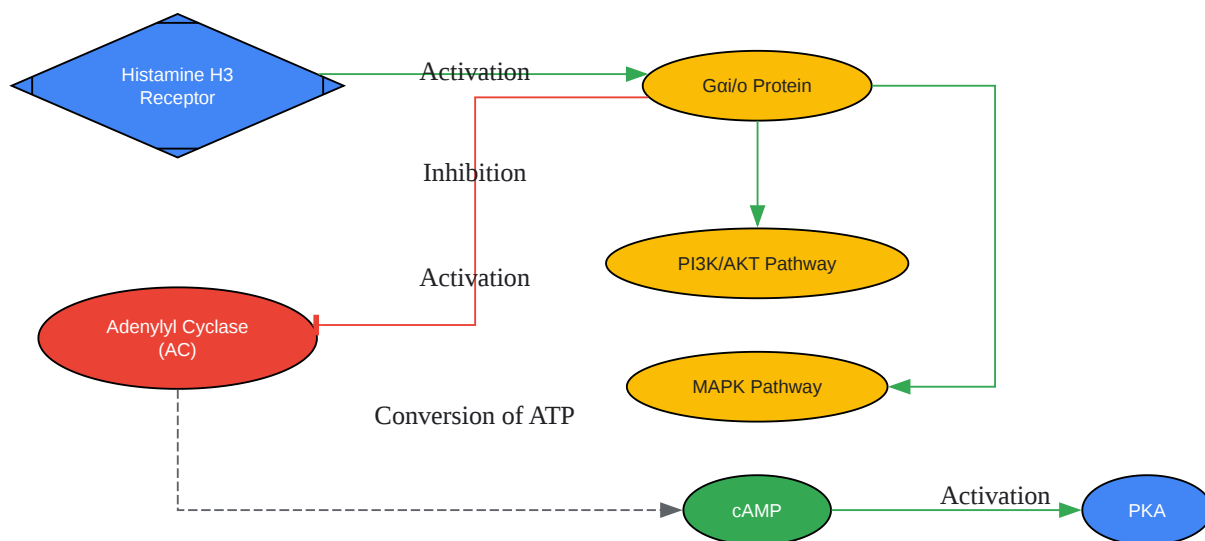 Histamine H3
Receptor
Activation
Gαi/o Protein
Inhibition
PI3K/AKT Pathway
Activation
Adenylyl Cyclase
(AC)
MAPK Pathway
Conversion of ATP
cAMP
Activation
PKA